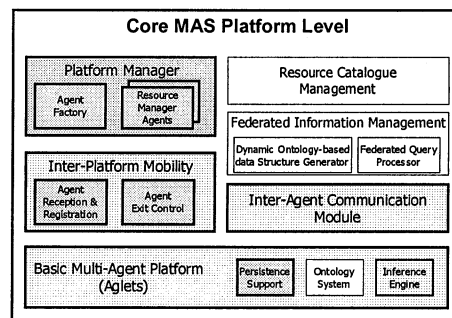 Core MAS Platform Level
Platform Manager
Agent
Factory
Resource
Manager
Agents
Resource Catalogue
Management
Federated Information Management
Dynamic Ontology-based
data Structure Generator
Federated Query
Processor
Inter-Platform Mobility
Agent
Reception &
Registration
Agent
Exit Control
Inter-Agent Communication
Module
Basic Multi-Agent Platform
(Aglets)
Persistence
Support
Ontology
System
Inference
Engine